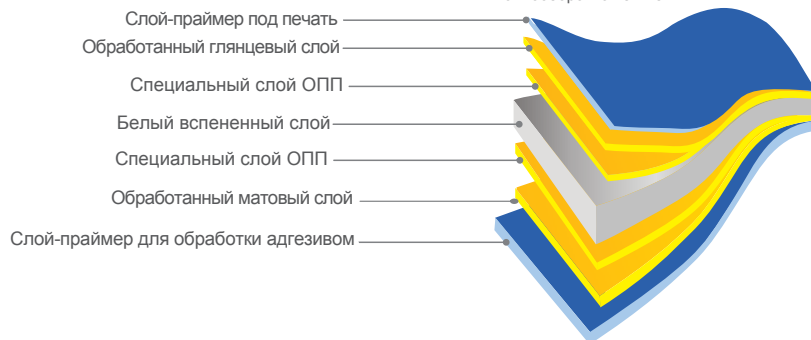 Слой-праймер под печать
Обработанный глянцевый слой
Специальный слой ОПП
Белый вспененный слой
Специальный слой ОПП
Обработанный матовый слой
Слой-праймер для обработки адгезивом